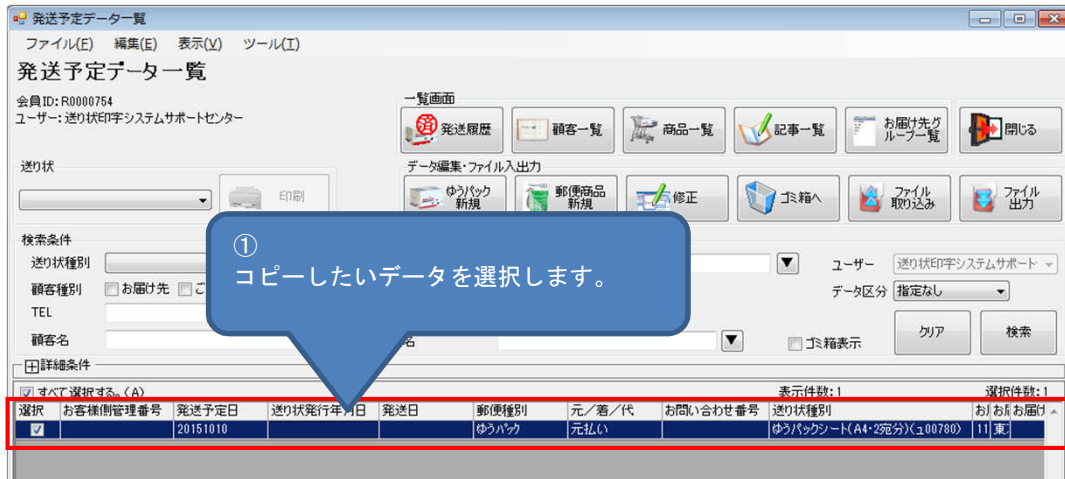 発送予定データ一覧
ファイル(F) 編集(E) 表示(V) ツール(T)
発送予定データ一覧
会員ID:R0000754
ユーザー:送り状印字システムサポートセンター
一覧画面
発送履歴 顧客一覧 商品一覧 記事一覧 お届け先グループ一覧 閉じる
送り状
印刷
データ編集・ファイル入出力
ゆうパック新規 郵便商品新規 修正 ゴミ箱へ ファイル取り込み ファイル出力
検索条件
送り状種別
ユーザー 送り状印字システムサポート
顧客種別 お届け先
データ区分 指定なし
TEL
顧客名
名
ゴミ箱表示
クリア 検索
①
コピーしたいデータを選択します。
詳細条件
すべて選択する。(A)
表示件数:1 選択件数:1
選択 お客様側管理番号 発送予定日 送り状発行年月日 発送日 郵便種別 元/着/代 お問い合わせ番号 送り状種別 お届け
20151010 ゆうパック 元払い ゆうパックシート(A4・2宛分)(ュ00780) 11 東